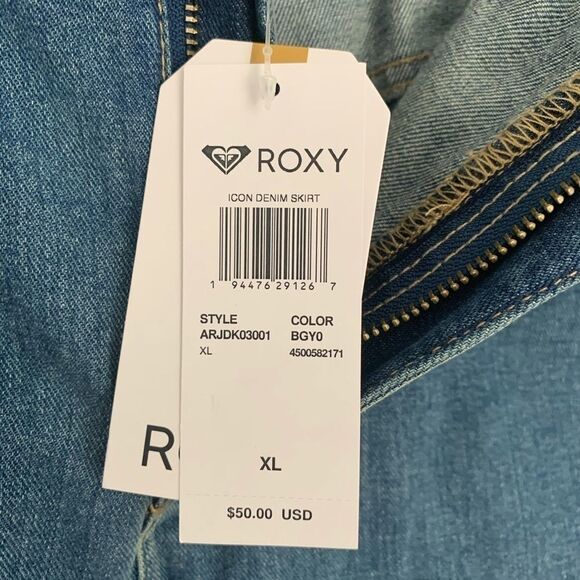 ROXY
ICON DENIM SKIRT
1 94476 29126 7
STYLE COLOR
ARJDK03001 BGY0
XL 4500582171
R
XL
$50.00 USD